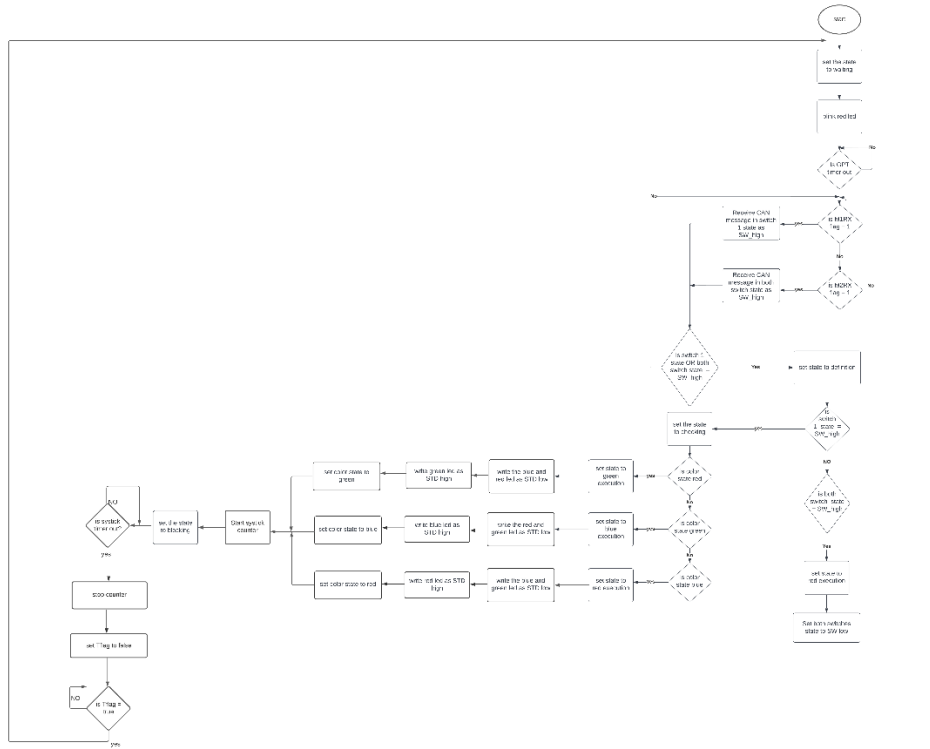 start
set the state
to waiting
blink red led
No
is GPT
timer out
No
Receive CAN
message in switch
1 state as
SW_high
yes
is M1RX
flag = 1
No
Receive CAN
message in both
switch state as
SW_high
yes
is M2RX
flag = 1
No
is switch 1
state OR both
switch state =
SW_high
Yes
set state to definition
set the state
to checking
yes
is
switch
1 state =
SW_high
NO
set color state to
green
write green led as
STD high
write the blue and
red led as STD low
set state to
green
execution
yes
is color
state red
No
is both
switch state
= SW_high
NO
is systick
timer out?
set the state
to blocking
Start systick
counter
set color state to blue
write blue led as
STD high
write the red and
green led as STD low
set state to
blue
execution
yes
is color
state green
No
Yes
yes
set color state to red
write red led as STD
high
write the blue and
green led as STD low
set state to
red execution
yes
is color
state blue
set state to
red execution
stop counter
Set both switches
state to SW low
set Tflag to false
NO
is Tflag =
true
yes